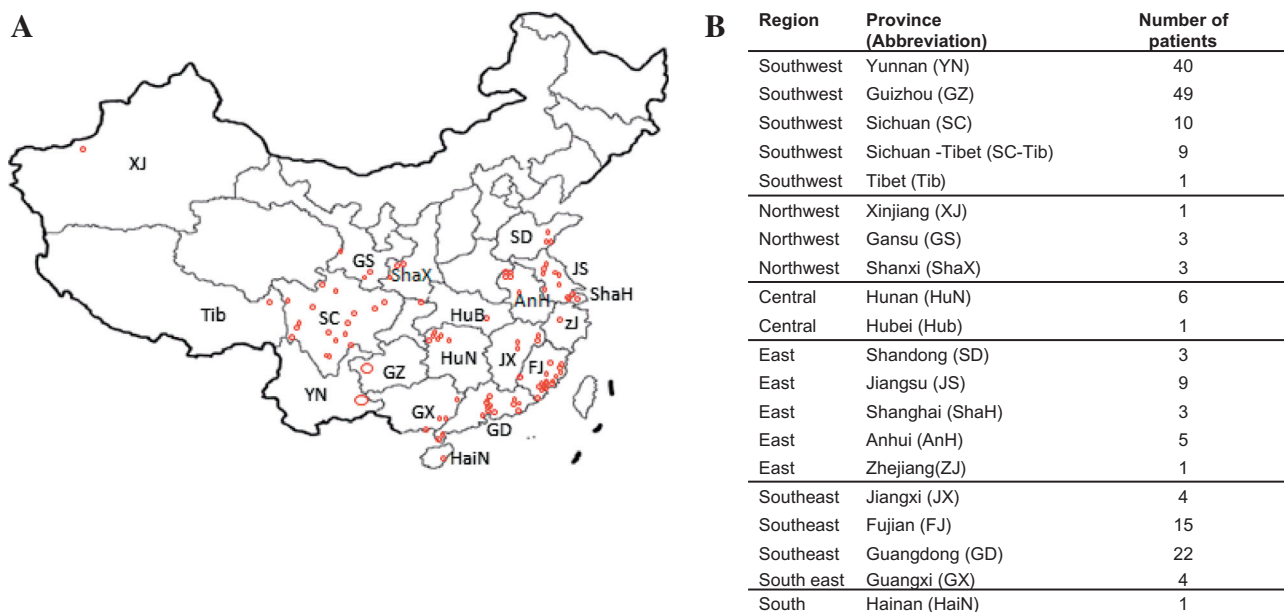 A
XJ
Tib
GS
ShaX
SD
JS
AnH
ShaH
SC
HuB
zJ
HuN
JX
FJ
GZ
YN
GX
GD
HaiN
B
Region Province (Abbreviation) Number of patients
Southwest Yunnan (YN) 40
Southwest Guizhou (GZ) 49
Southwest Sichuan (SC) 10
Southwest Sichuan -Tibet (SC-Tib) 9
Southwest Tibet (Tib) 1
Northwest Xinjiang (XJ) 1
Northwest Gansu (GS) 3
Northwest Shanxi (ShaX) 3
Central Hunan (HuN) 6
Central Hubei (Hub) 1
East Shandong (SD) 3
East Jiangsu (JS) 9
East Shanghai (ShaH) 3
East Anhui (AnH) 5
East Zhejiang(ZJ) 1
Southeast Jiangxi (JX) 4
Southeast Fujian (FJ) 15
Southeast Guangdong (GD) 22
South east Guangxi (GX) 4
South Hainan (HaiN) 1